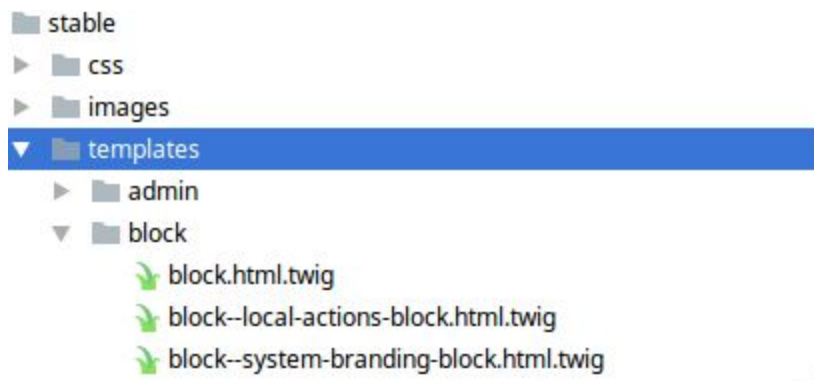 stable
css
images
templates
admin
block
block.html.twig
block--local-actions-block.html.twig
block--system-branding-block.html.twig